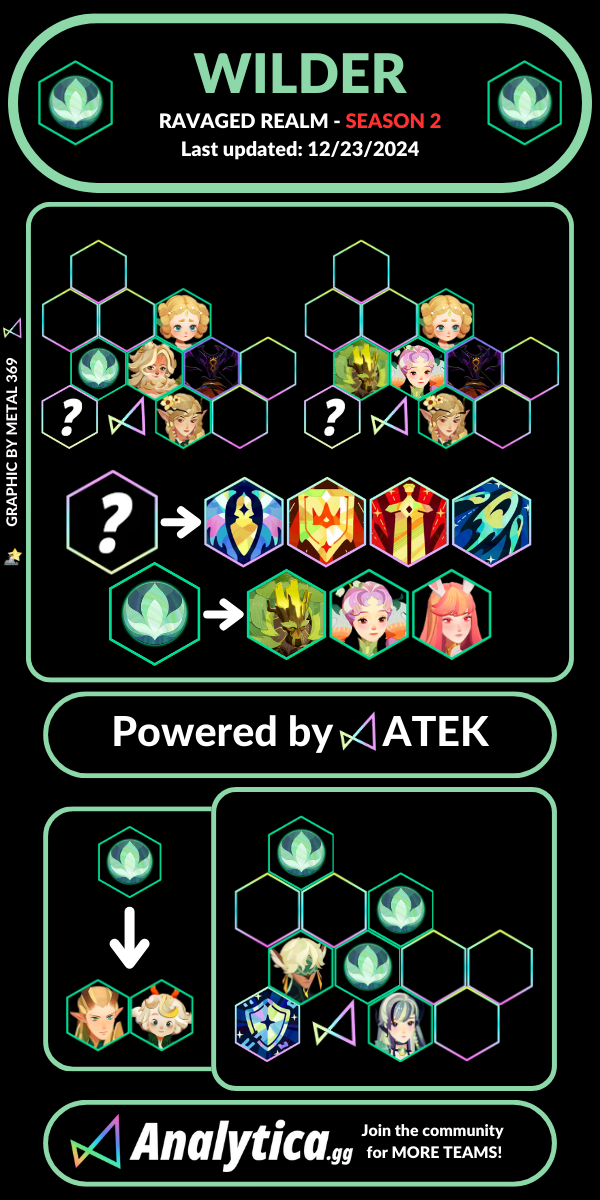 WILDER
RAVAGED REALM - SEASON 2
Last updated: 12/23/2024
GRAPHIC BY METAL 369
?
?
?
Powered by ATEK
Analytica.gg
Join the community
for MORE TEAMS!